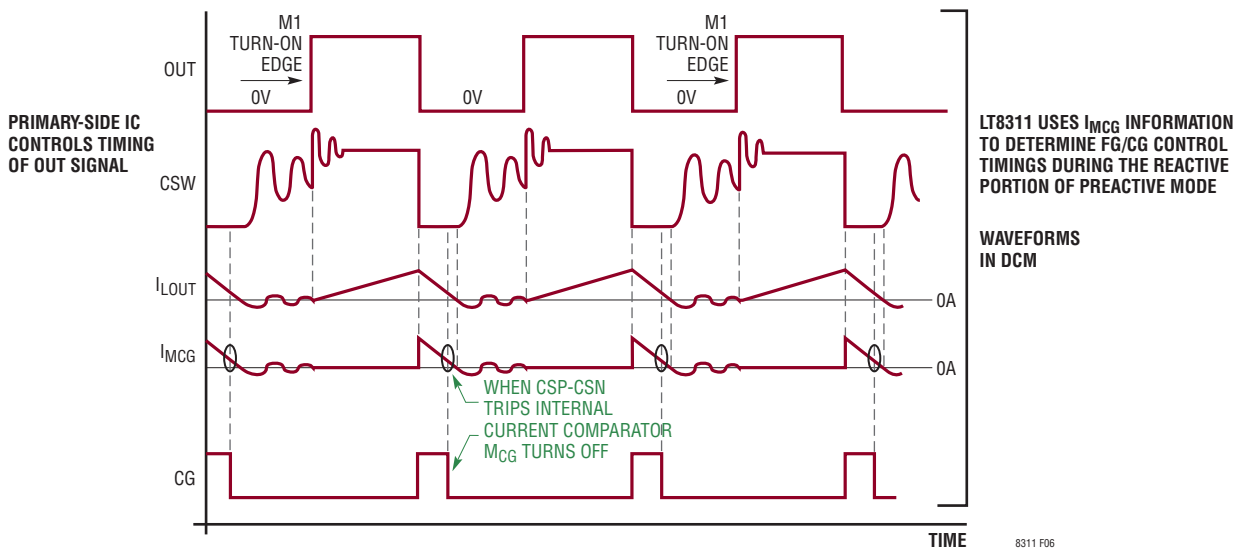 M1
TURN-ON
EDGE
M1
TURN-ON
EDGE
OUT
0V
0V
0V
PRIMARY-SIDE IC
CONTROLS TIMING
OF OUT SIGNAL
LT8311 USES IMCG INFORMATION
TO DETERMINE FG/CG CONTROL
TIMINGS DURING THE REACTIVE
PORTION OF PREACTIVE MODE
CSW
WAVEFORMS
IN DCM
ILOUT
0A
IMCG
0A
WHEN CSP-CSN
TRIPS INTERNAL
CURRENT COMPARATOR
MCG TURNS OFF
CG
TIME
8311 F06